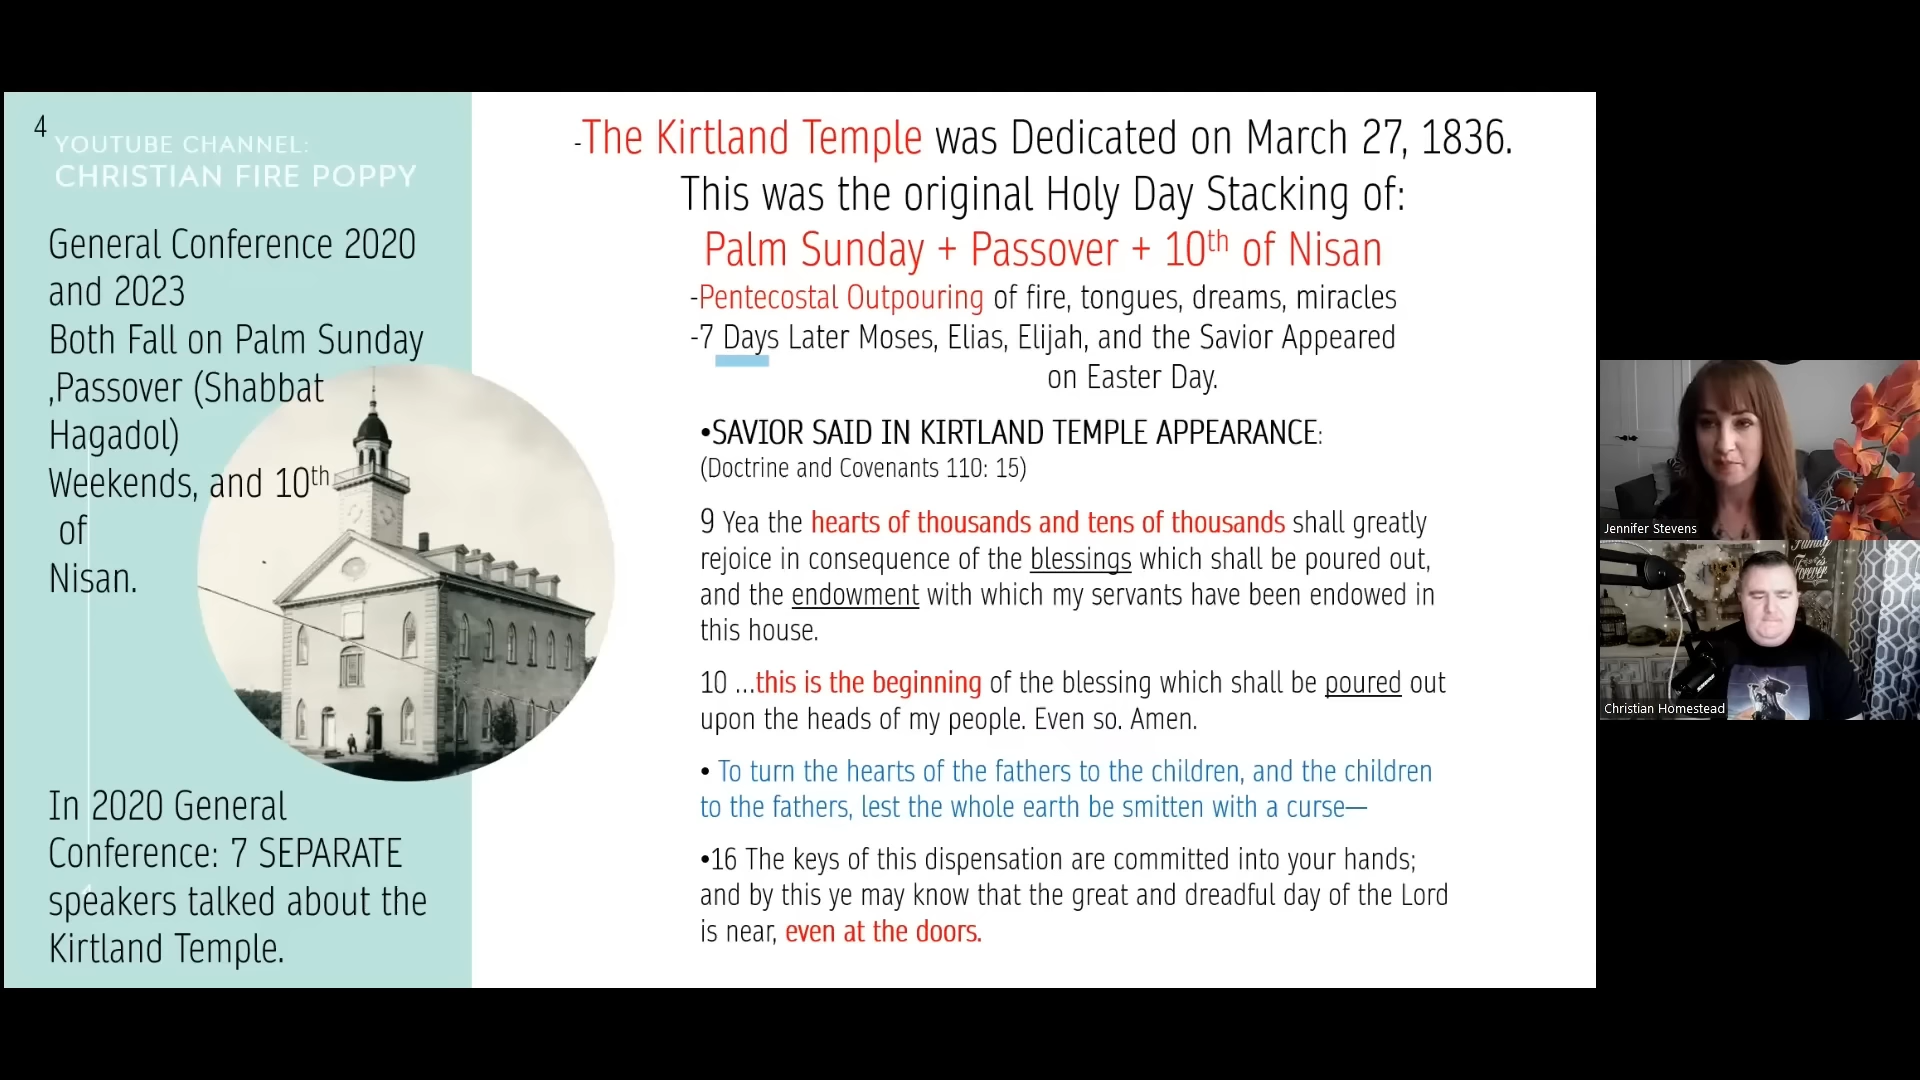 4
YOUTUBE CHANNEL:
CHRISTIAN FIRE POPPY
General Conference 2020
and 2023
Both Fall on Palm Sunday
,Passover (Shabbat
Hagadol)
Weekends, and 10th
of
Nisan.
In 2020 General
Conference: 7 SEPARATE
speakers talked about the
Kirtland Temple.
-The Kirtland Temple was Dedicated on March 27, 1836.
This was the original Holy Day Stacking of:
Palm Sunday + Passover + 10th of Nisan
-Pentecostal Outpouring of fire, tongues, dreams, miracles
-7 Days Later Moses, Elias, Elijah, and the Savior Appeared
on Easter Day.
•SAVIOR SAID IN KIRTLAND TEMPLE APPEARANCE:
(Doctrine and Covenants 110: 15)
9 Yea the hearts of thousands and tens of thousands shall greatly
rejoice in consequence of the blessings which shall be poured out,
and the endowment with which my servants have been endowed in
this house.
10 ...this is the beginning of the blessing which shall be poured out
upon the heads of my people. Even so. Amen.
• To turn the hearts of the fathers to the children, and the children
to the fathers, lest the whole earth be smitten with a curse—
•16 The keys of this dispensation are committed into your hands;
and by this ye may know that the great and dreadful day of the Lord
is near, even at the doors.
Jennifer Stevens
Family
Forever
Christian Homestead